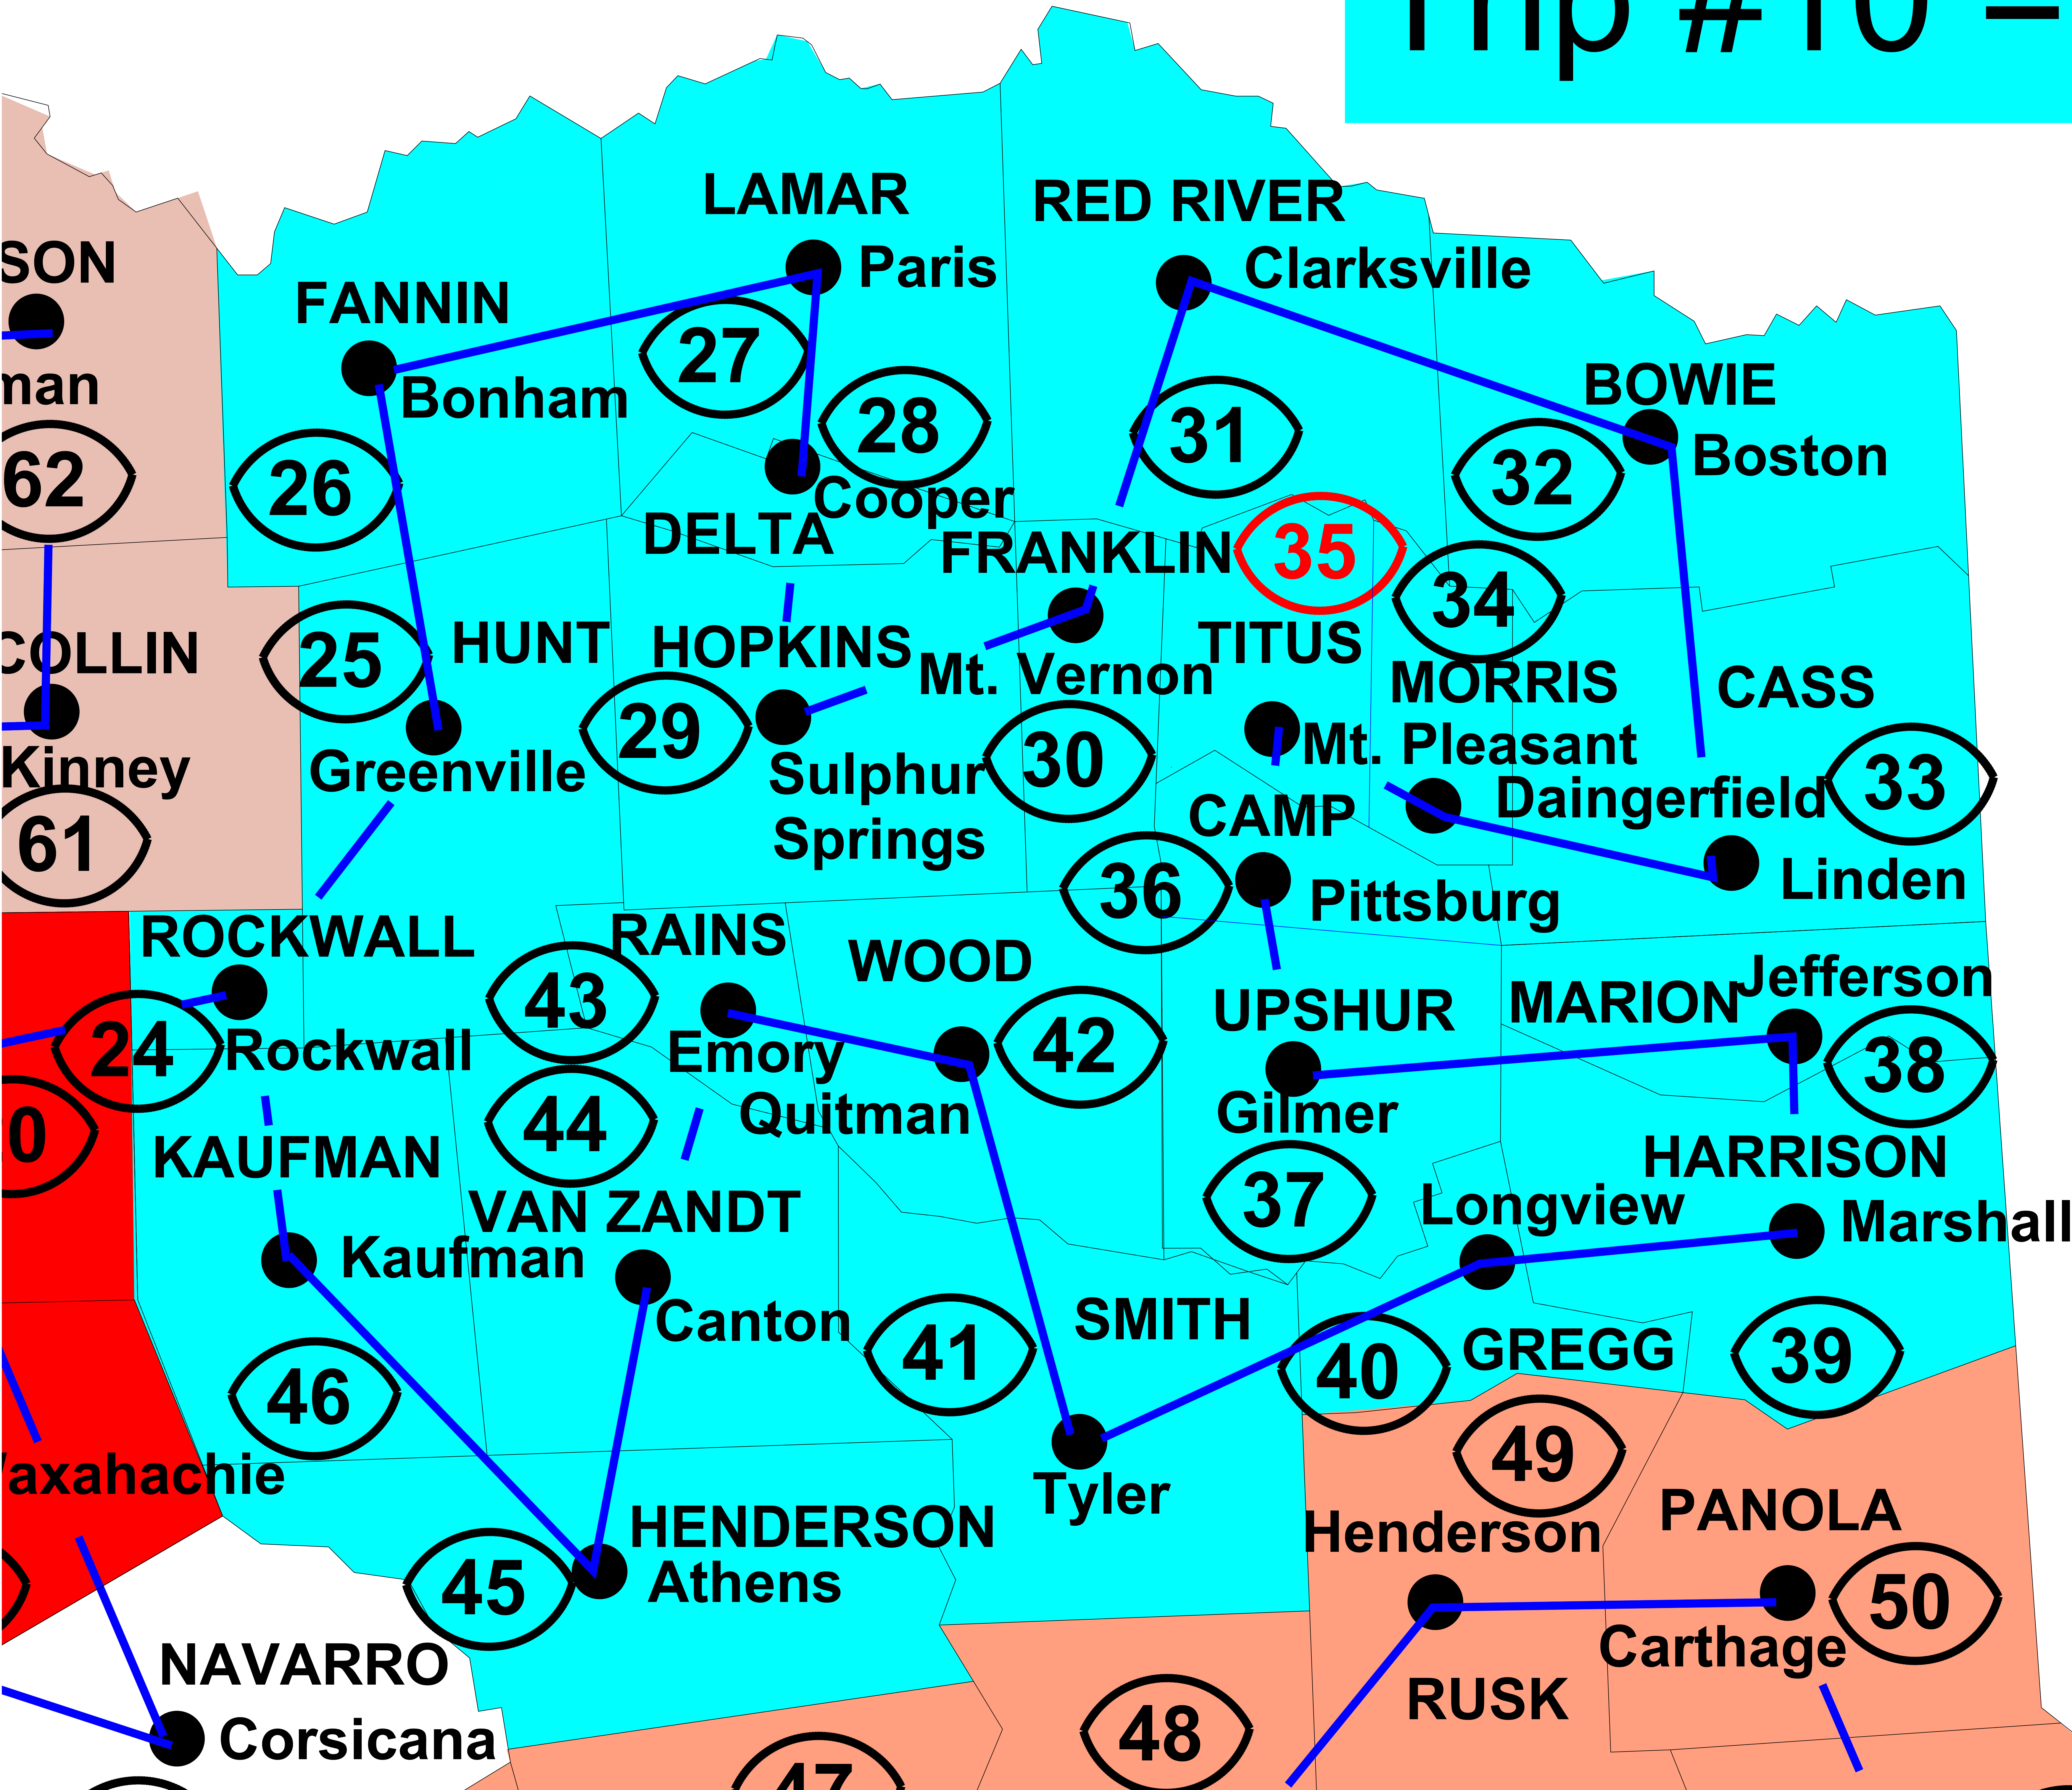 Trip #10 –
LAMAR
RED RIVER
SON
Paris
Clarksville
FANNIN
27
man
Bonham
28
31
BOWIE
Boston
62
26
Cooper
32
DELTA
FRANKLIN
35
34
COLLIN
25
HUNT
HOPKINS
Mt. Vernon
TITUS
MORRIS
CASS
Kinney
Greenville
29
Sulphur
Springs
30
Mt. Pleasant
Daingerfield
33
61
CAMP
36
Pittsburg
Linden
ROCKWALL
RAINS
WOOD
43
UPSHUR
MARION
Jefferson
24
Rockwall
Emory
42
38
0
KAUFMAN
44
Quitman
Gilmer
HARRISON
VAN ZANDT
37
Longview
Marshall
Kaufman
Canton
SMITH
41
40
GREGG
39
46
axahachie
Tyler
49
HENDERSON
Henderson
PANOLA
45
Athens
50
NAVARRO
Carthage
Corsicana
48
RUSK
47